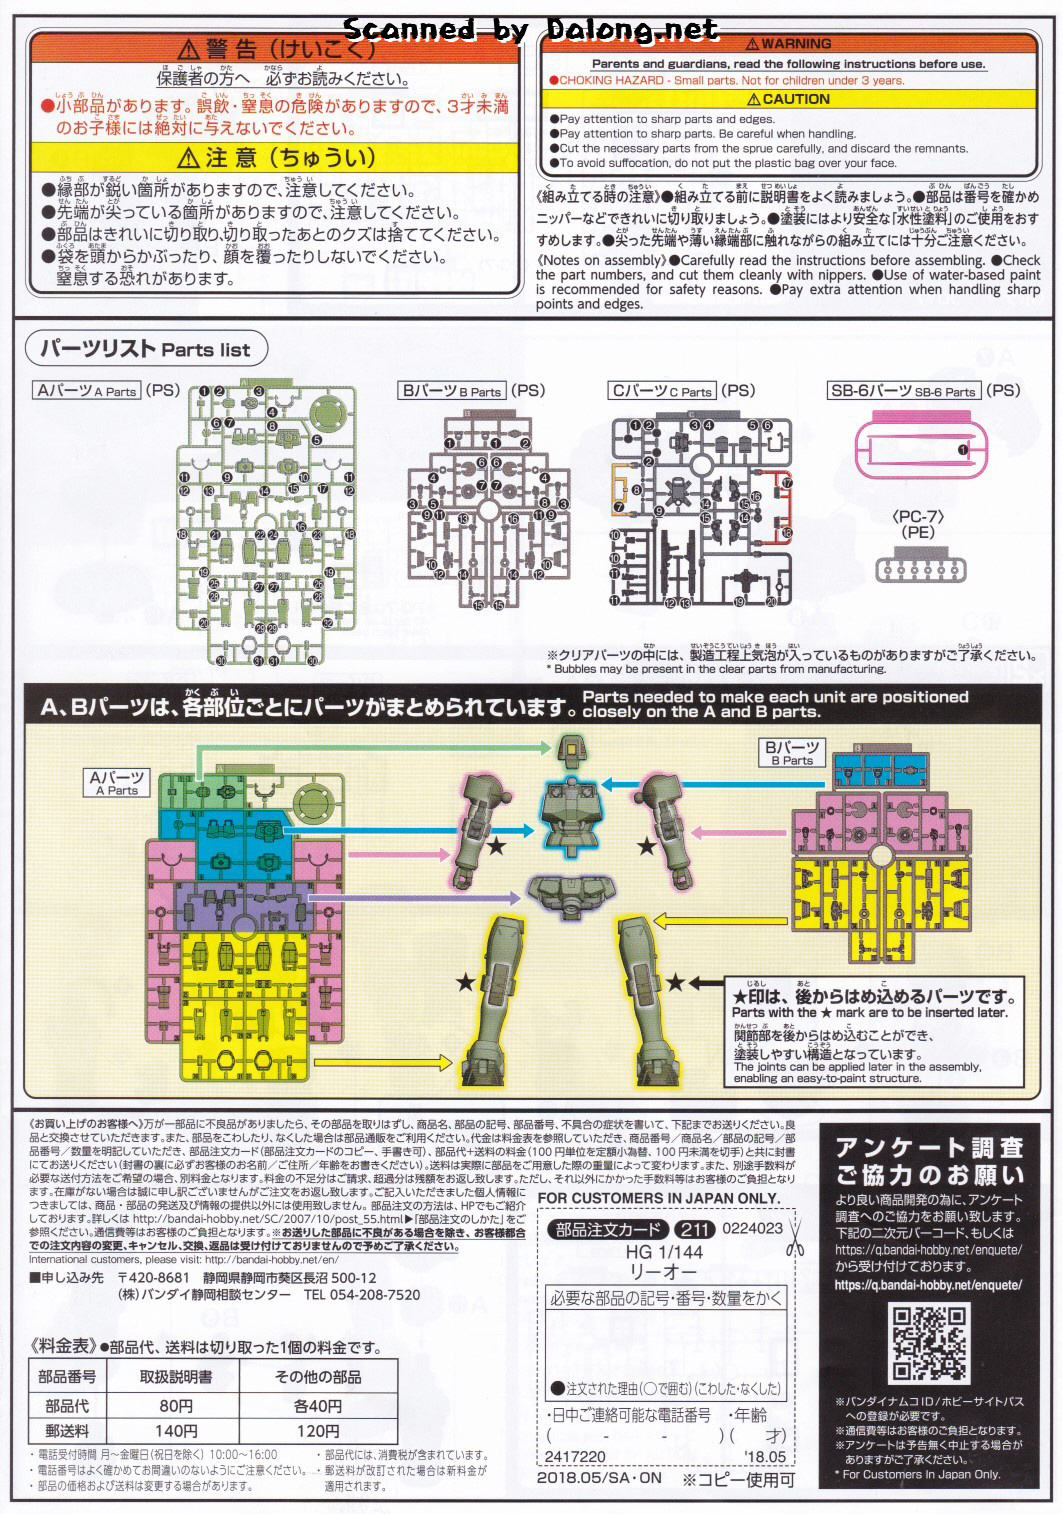 Scanned by Dalong.net
⚠警告(けいこく)
保護者の方へ 必ずお読みください。
●小部品があります。誤飲・窒息の危険がありますので、3才未満
のお子様には絶対に与えないでください。
⚠注意(ちゅうい)
●縁部が鋭い箇所がありますので、注意してください。
●先端が尖っている箇所がありますので、注意してください。
●部品はきれいに切り取り、切り取ったあとのクズは捨ててください。
●袋を頭からかぶったり、顔を覆ったりしないでください。
窒息する恐れがあります。
⚠WARNING
Parents and guardians, read the following instructions before use.
●CHOKING HAZARD - Small parts. Not for children under 3 years.
⚠CAUTION
●Pay attention to sharp parts and edges.
●Pay attention to sharp parts. Be careful when handling.
●Cut the necessary parts from the sprue carefully, and discard the remnants.
●To avoid suffocation, do not put the plastic bag over your face.
《組み立てる時の注意》●組み立てる前に説明書をよく読みましょう。●部品は番号を確かめ
ニッパーなどできれいに切り取りましょう。●塗装にはより安全な「水性塗料」のご使用をおす
すめします。●尖った先端や薄い縁端部に触れながらの組み立てには十分ご注意ください。
《Notes on assembly》●Carefully read the instructions before assembling. ●Check
the part numbers, and cut them cleanly with nippers. ●Use of water-based paint
is recommended for safety reasons. ●Pay extra attention when handling sharp
points and edges.
パーツリスト Parts list
Aパーツ A Parts (PS)
Bパーツ B Parts (PS)
Cパーツ C Parts (PS)
SB-6パーツ SB-6 Parts (PS)
〈PC-7〉
(PE)
※クリアパーツの中には、製造工程上気泡が入っているものがありますがご了承ください。
* Bubbles may be present in the clear parts from manufacturing.
A、Bパーツは、各部位ごとにパーツがまとめられています。
Parts needed to make each unit are positioned
closely on the A and B parts.
Aパーツ
A Parts
Bパーツ
B Parts
★印は、後からはめ込めるパーツです。
Parts with the ★ mark are to be inserted later.
関節部を後からはめ込むことができ、
塗装しやすい構造となっています。
The joints can be applied later in the assembly,
enabling an easy-to-paint structure.
《お買い上げのお客様へ》万が一部品に不良品がありましたら、その部品を取りはずし、商品名、部品の記号、部品番号、不具合の症状を書いて、下記までお送りください。良
品と交換させていただきます。また、部品をこわしたり、なくした場合は部品通販をご利用ください。代金は料金表を参照していただき、商品番号／商品名／部品の記号／部
品番号／数量を明記していただき、部品注文カード(部品注文カードのコピー、手書き可)、部品代+送料の料金(100円単位を定額小為替、100円未満を切手)と共に封書
にてお送りください(封書の裏に必ずお客様のお名前／ご住所／年齢をお書きください)。送料は実際に部品をご用意した際の重量によって変わります。また、別途手数料が
必要な送付方法をご希望の場合、別料金となります。料金の不足分はご請求、超過分は残額をお返し致します。ただし、それ以外にかかった手数料等はお客様のご負担となり
ます。在庫がない場合は誠に申し訳ございませんがご注文をお返し致します。ご記入いただきました個人情報に
つきましては、商品・部品の発送及び情報の提供以外には使用致しません。部品注文の方法は、HPでもご紹介
しております。詳しくは http://bandai-hobby.net/SC/2007/10/post_55.html▶「部品注文のしかた」をご
参照ください。通信費等はお客様のご負担となります。※お送りした部品に不良がある場合を除き、お客様都合
での注文内容の変更、キャンセル、交換、返品は受け付けておりませんので予めご了承ください。
International customers, please visit: http://bandai-hobby.net/en/
■申し込み先 〒420-8681 静岡県静岡市葵区長沼500-12
(株)バンダイ静岡相談センター TEL 054-208-7520
《料金表》●部品代、送料は切り取った1個の料金です。
部品番号 取扱説明書 その他の部品
部品代 80円 各40円
郵送料 140円 120円
・電話受付時間 月～金曜日(祝日を除く) 10:00～16:00
・電話番号はよく確かめてお間違いのないようにご注意ください。
・部品の価格および送料は変更する場合があります。
・部品代には、消費税が含まれています。
・郵送料が改訂された場合は新料金が
適用されます。
FOR CUSTOMERS IN JAPAN ONLY.
部品注文カード 211 0224023
HG 1/144
リーオー
必要な部品の記号・番号・数量をかく
●注文された理由(○で囲む)(こわした・なくした)
・日中ご連絡可能な電話番号 ・年齢
( - - )( 才)
2417220 '18.05
2018.05/SA・ON ※コピー使用可
アンケート調査
ご協力のお願い
より良い商品開発の為に、アンケート
調査へのご協力をお願い致します。
下記の二次元バーコード、もしくは
https://q.bandai-hobby.net/enquete/
から受け付けております。
https://q.bandai-hobby.net/enquete/
※バンダイナムコID/ホビーサイトパス
への登録が必要です。
※通信費等はお客様のご負担となります。
※アンケートは予告無く中止する場合が
ありますがご了承ください。
* For Customers In Japan Only.